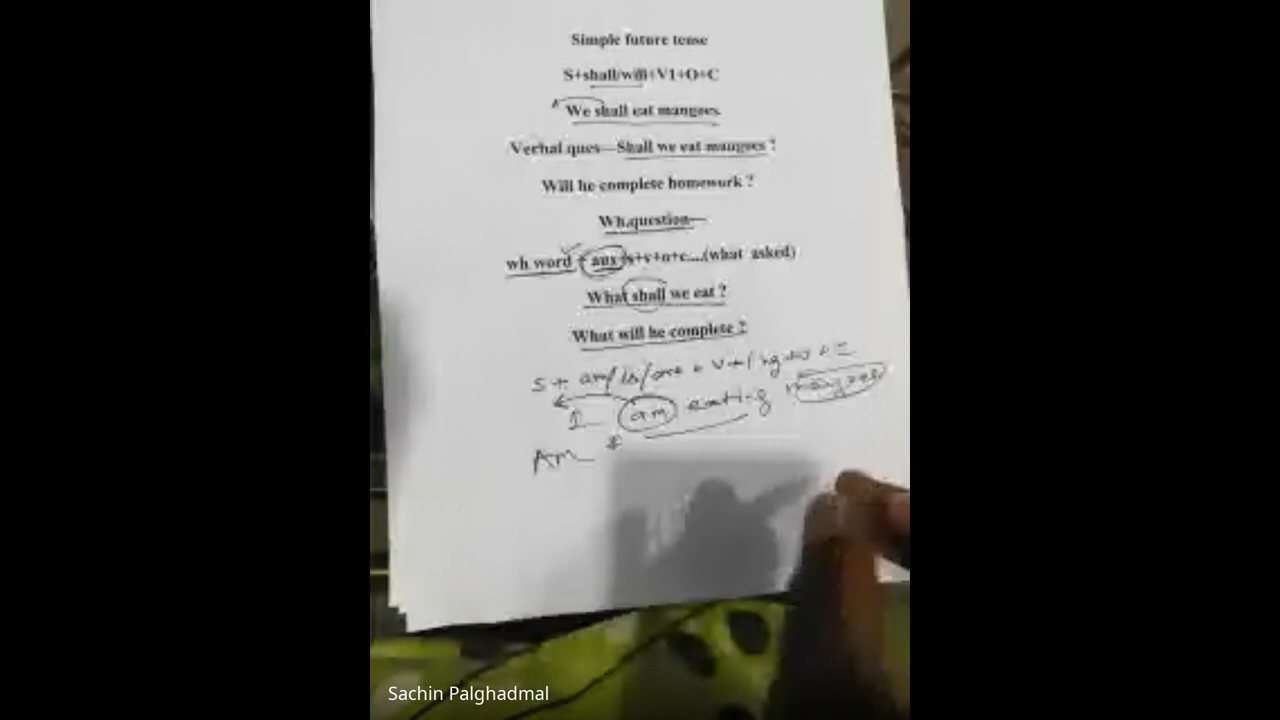 Simple future tense
S+shall/will+V1+O+C
We shall eat mangoes.
Verbal ques—Shall we eat mangoes ?
Will he complete homework ?
Wh.question—
wh word + aux+s+v+o+c....(what asked)
What shall we eat ?
What will he complete ?
S + am/is/are + v+ing+o+c
I am eating mangoes
Am
Sachin Palghadmal